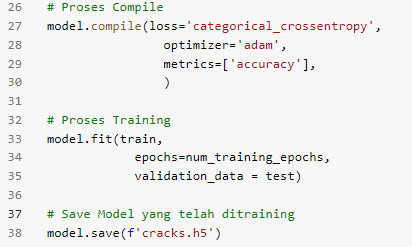 26 # Proses Compile
27 model.compile(loss='categorical_crossentropy',
28 optimizer='adam',
29 metrics=['accuracy'],
30 )
31
32 # Proses Training
33 model.fit(train,
34 epochs=num_training_epochs,
35 validation_data = test)
36
37 # Save Model yang telah ditraining
38 model.save(f'cracks.h5')